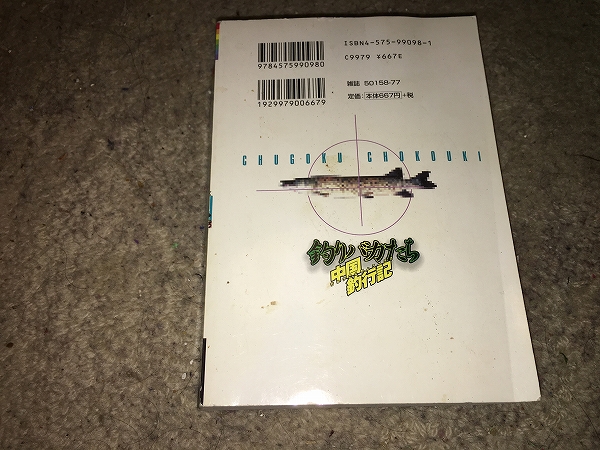 ISBN4-575-99098-1
C9979 ¥667E
9784575990980
雑誌 50158-77
定価:本体667円+税
1929979006679
CHUGOKU CHOKOUKI
釣りバカたち
中国
釣行記